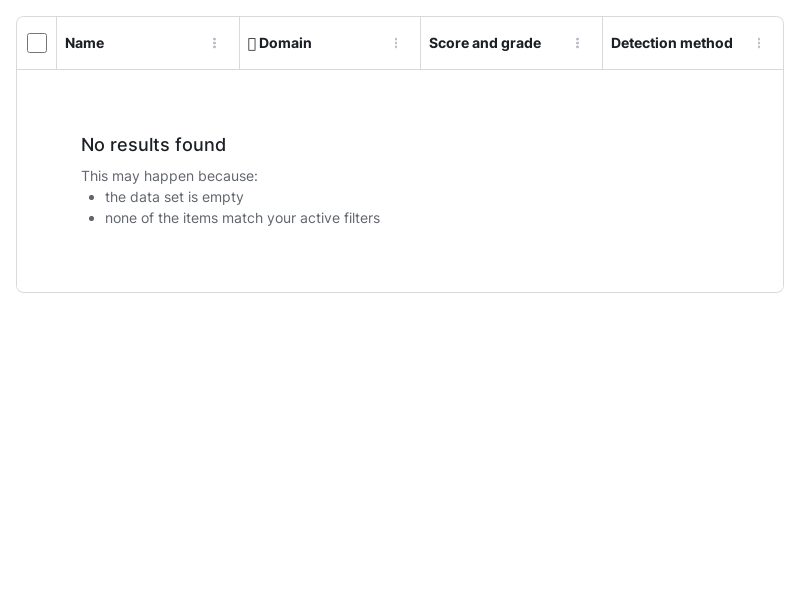 Name
Domain
Score and grade
Detection method
No results found
This may happen because:
the data set is empty
none of the items match your active filters